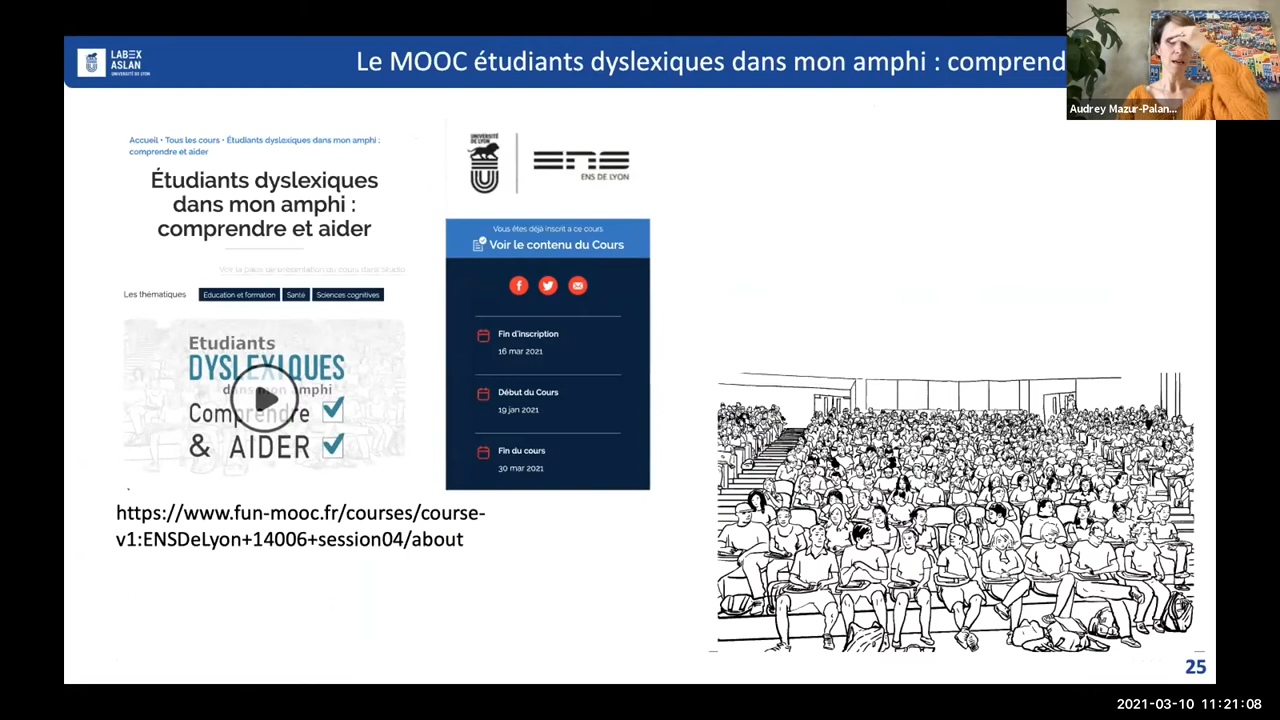 LABEX
ASLAN
UNIVERSITÉ DE LYON
Le MOOC étudiants dyslexiques dans mon amphi : comprend
Audrey Mazur-Palan...
Accueil • Tous les cours • Étudiants dyslexiques dans mon amphi :
comprendre et aider
Étudiants dyslexiques
dans mon amphi :
comprendre et aider
Voir la page de présentation du cours dans Studio
Les thématiques
Education et formation
Santé
Sciences cognitives
Etudiants
DYSLEXIQUES
dans mon amphi
Comprendre
& AIDER
UNIVERSITÉ
DE LYON
ENS
ENS DE LYON
Vous êtes déjà inscrit à ce cours
Voir le contenu du Cours
Fin d'inscription
16 mar 2021
Début du Cours
19 jan 2021
Fin du cours
30 mar 2021
https://www.fun-mooc.fr/courses/course-
v1:ENSDeLyon+14006+session04/about
25
2021-03-10 11:21:08